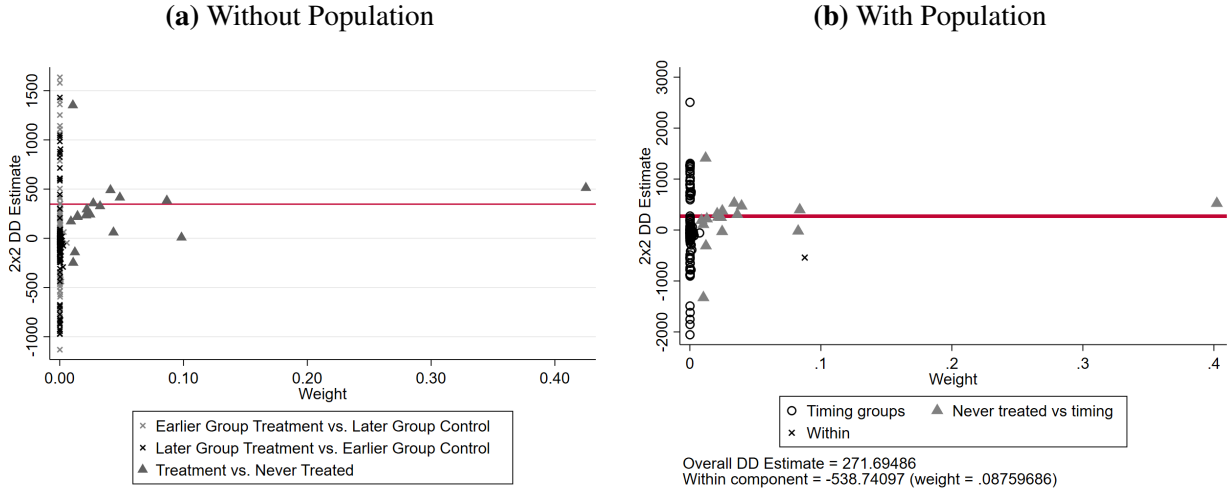 (a) Without Population
2x2 DD Estimate
1500
1000
500
0
-500
-1000
0.00 0.10 0.20 0.30 0.40
Weight
Earlier Group Treatment vs. Later Group Control
Later Group Treatment vs. Earlier Group Control
Treatment vs. Never Treated
(b) With Population
2x2 DD Estimate
3000
2000
1000
0
-1000
-2000
0 .1 .2 .3 .4
Weight
Timing groups Never treated vs timing
Within
Overall DD Estimate = 271.69486
Within component = -538.74097 (weight = .08759686)